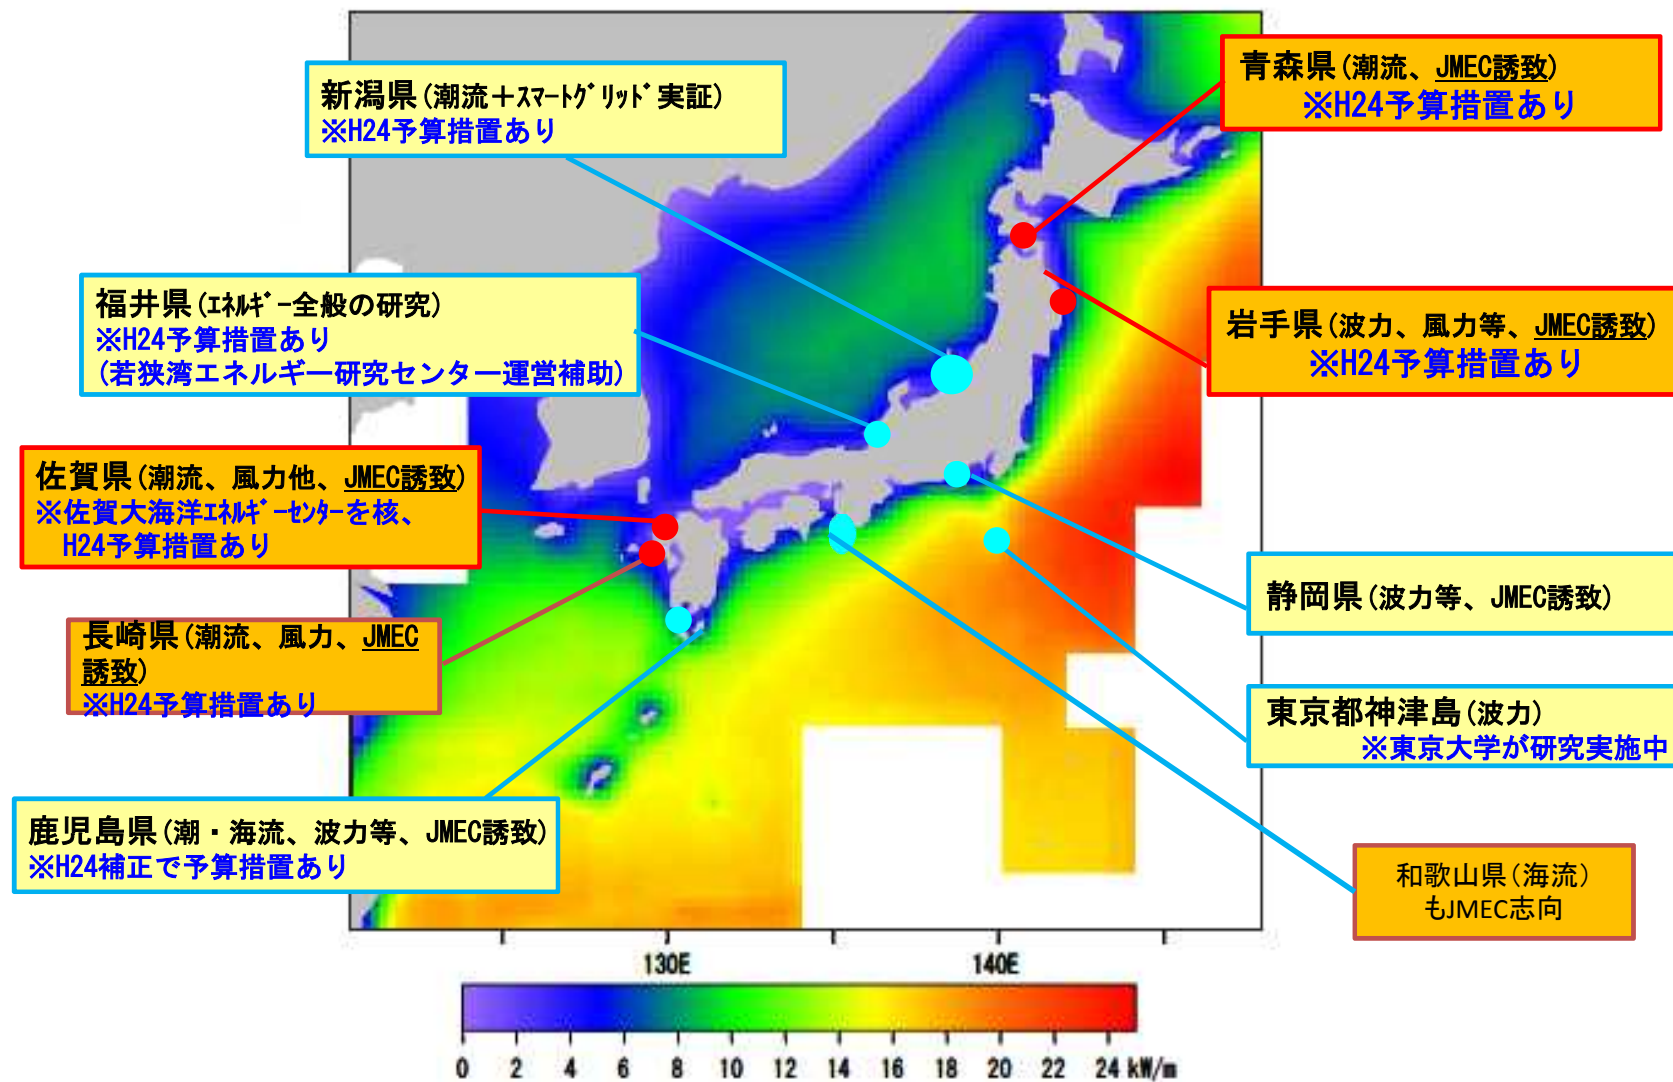 青森県(潮流、JMEC誘致)
※H24予算措置あり
新潟県(潮流+ｽﾏｰﾄｸﾞﾘｯﾄﾞ実証)
※H24予算措置あり
福井県(ｴﾈﾙｷﾞｰ全般の研究)
※H24予算措置あり
(若狭湾エネルギー研究センター運営補助)
岩手県(波力、風力等、JMEC誘致)
※H24予算措置あり
佐賀県(潮流、風力他、JMEC誘致)
※佐賀大海洋ｴﾈﾙｷﾞｰｾﾝﾀｰを核、
H24予算措置あり
静岡県(波力等、JMEC誘致)
長崎県(潮流、風力、JMEC
誘致)
※H24予算措置あり
東京都神津島(波力)
※東京大学が研究実施中
鹿児島県(潮・海流、波力等、JMEC誘致)
※H24補正で予算措置あり
和歌山県(海流)
もJMEC志向
130E 140E
0 2 4 6 8 10 12 14 16 18 20 22 24 kW/m